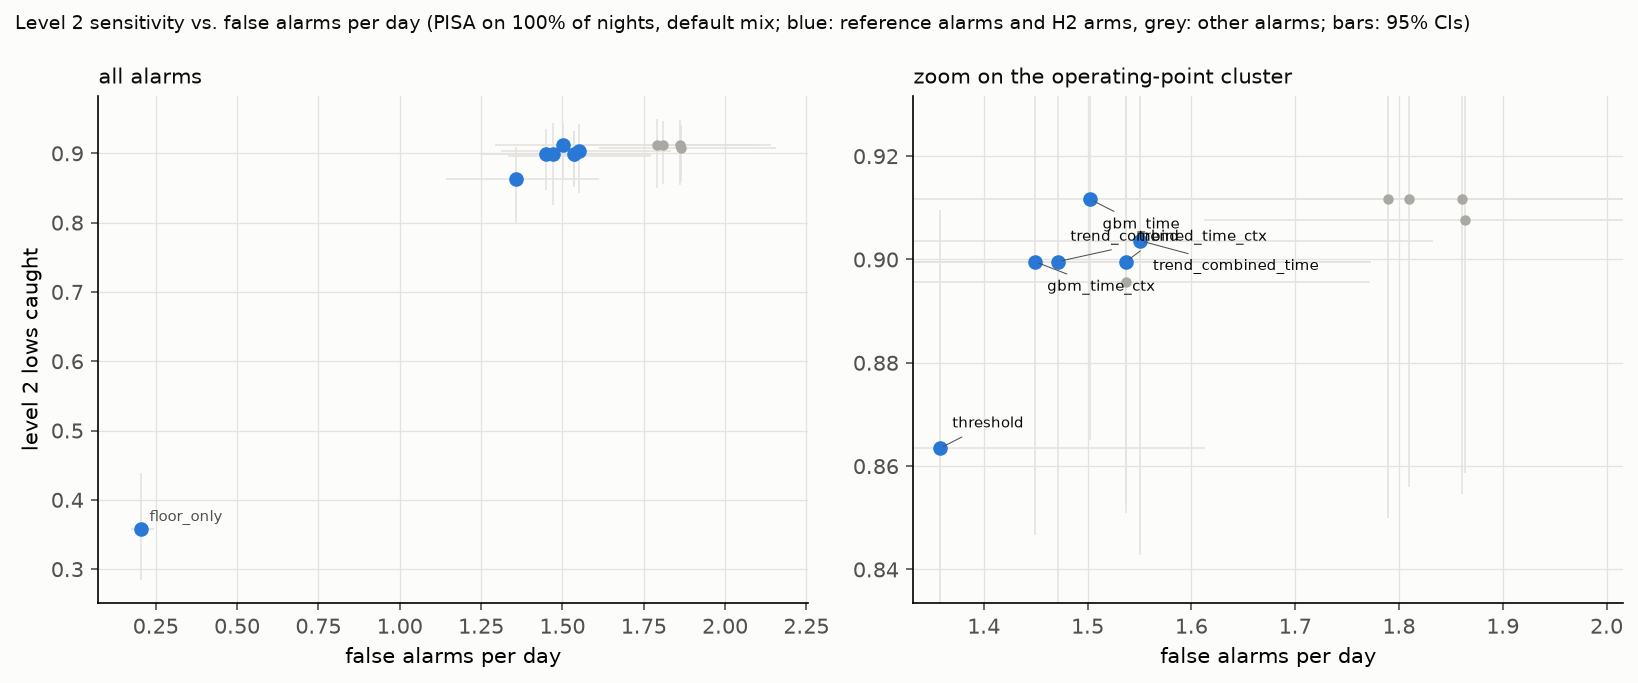 Level 2 sensitivity vs. false alarms per day (PISA on 100% of nights, default mix; blue: reference alarms and H2 arms, grey: other alarms; bars: 95% CIs)
all alarms
level 2 lows caught
0.9
0.8
0.7
0.6
0.5
0.4
0.3
floor_only
0.25 0.50 0.75 1.00 1.25 1.50 1.75 2.00 2.25
false alarms per day
zoom on the operating-point cluster
0.92
0.90
0.88
0.86
0.84
gbm_time
trend_combined
trend_combined_time
gbm_time_ctx
threshold
1.4 1.5 1.6 1.7 1.8 1.9 2.0
false alarms per day